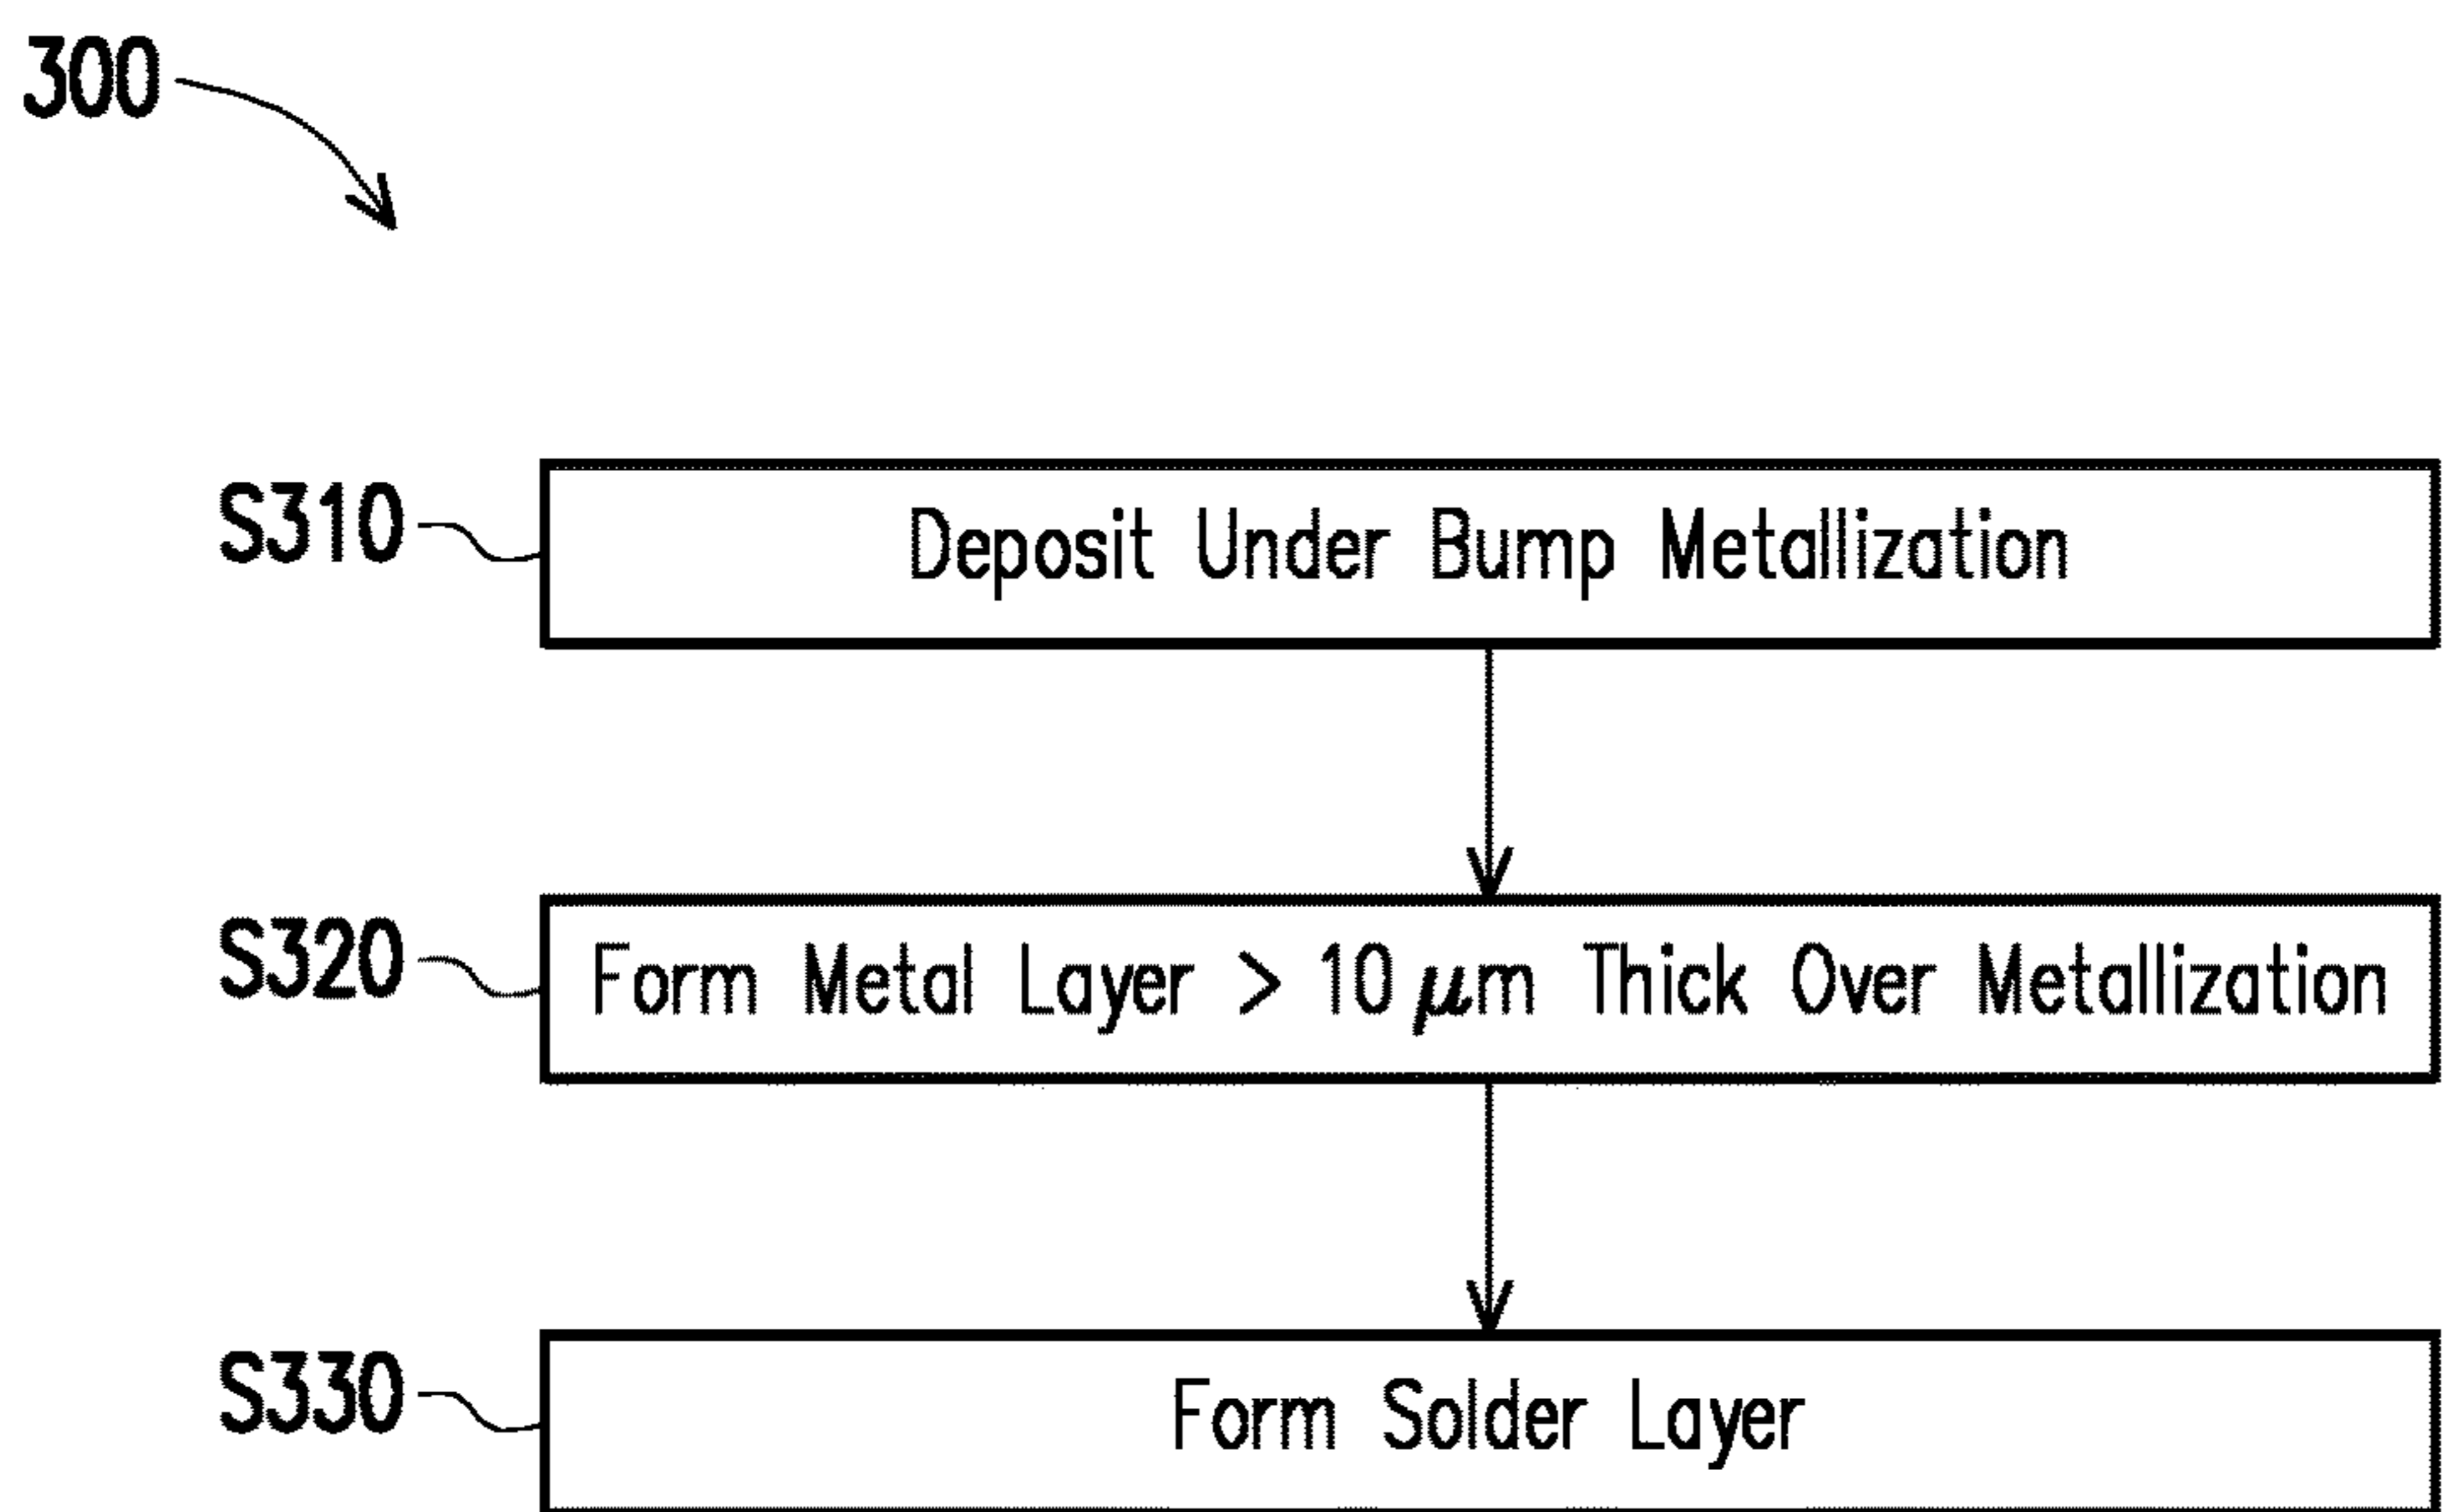 300
S310
Deposit Under Bump Metallization
S320
Form Metal Layer > 10 μm Thick Over Metallization
S330
Form Solder Layer